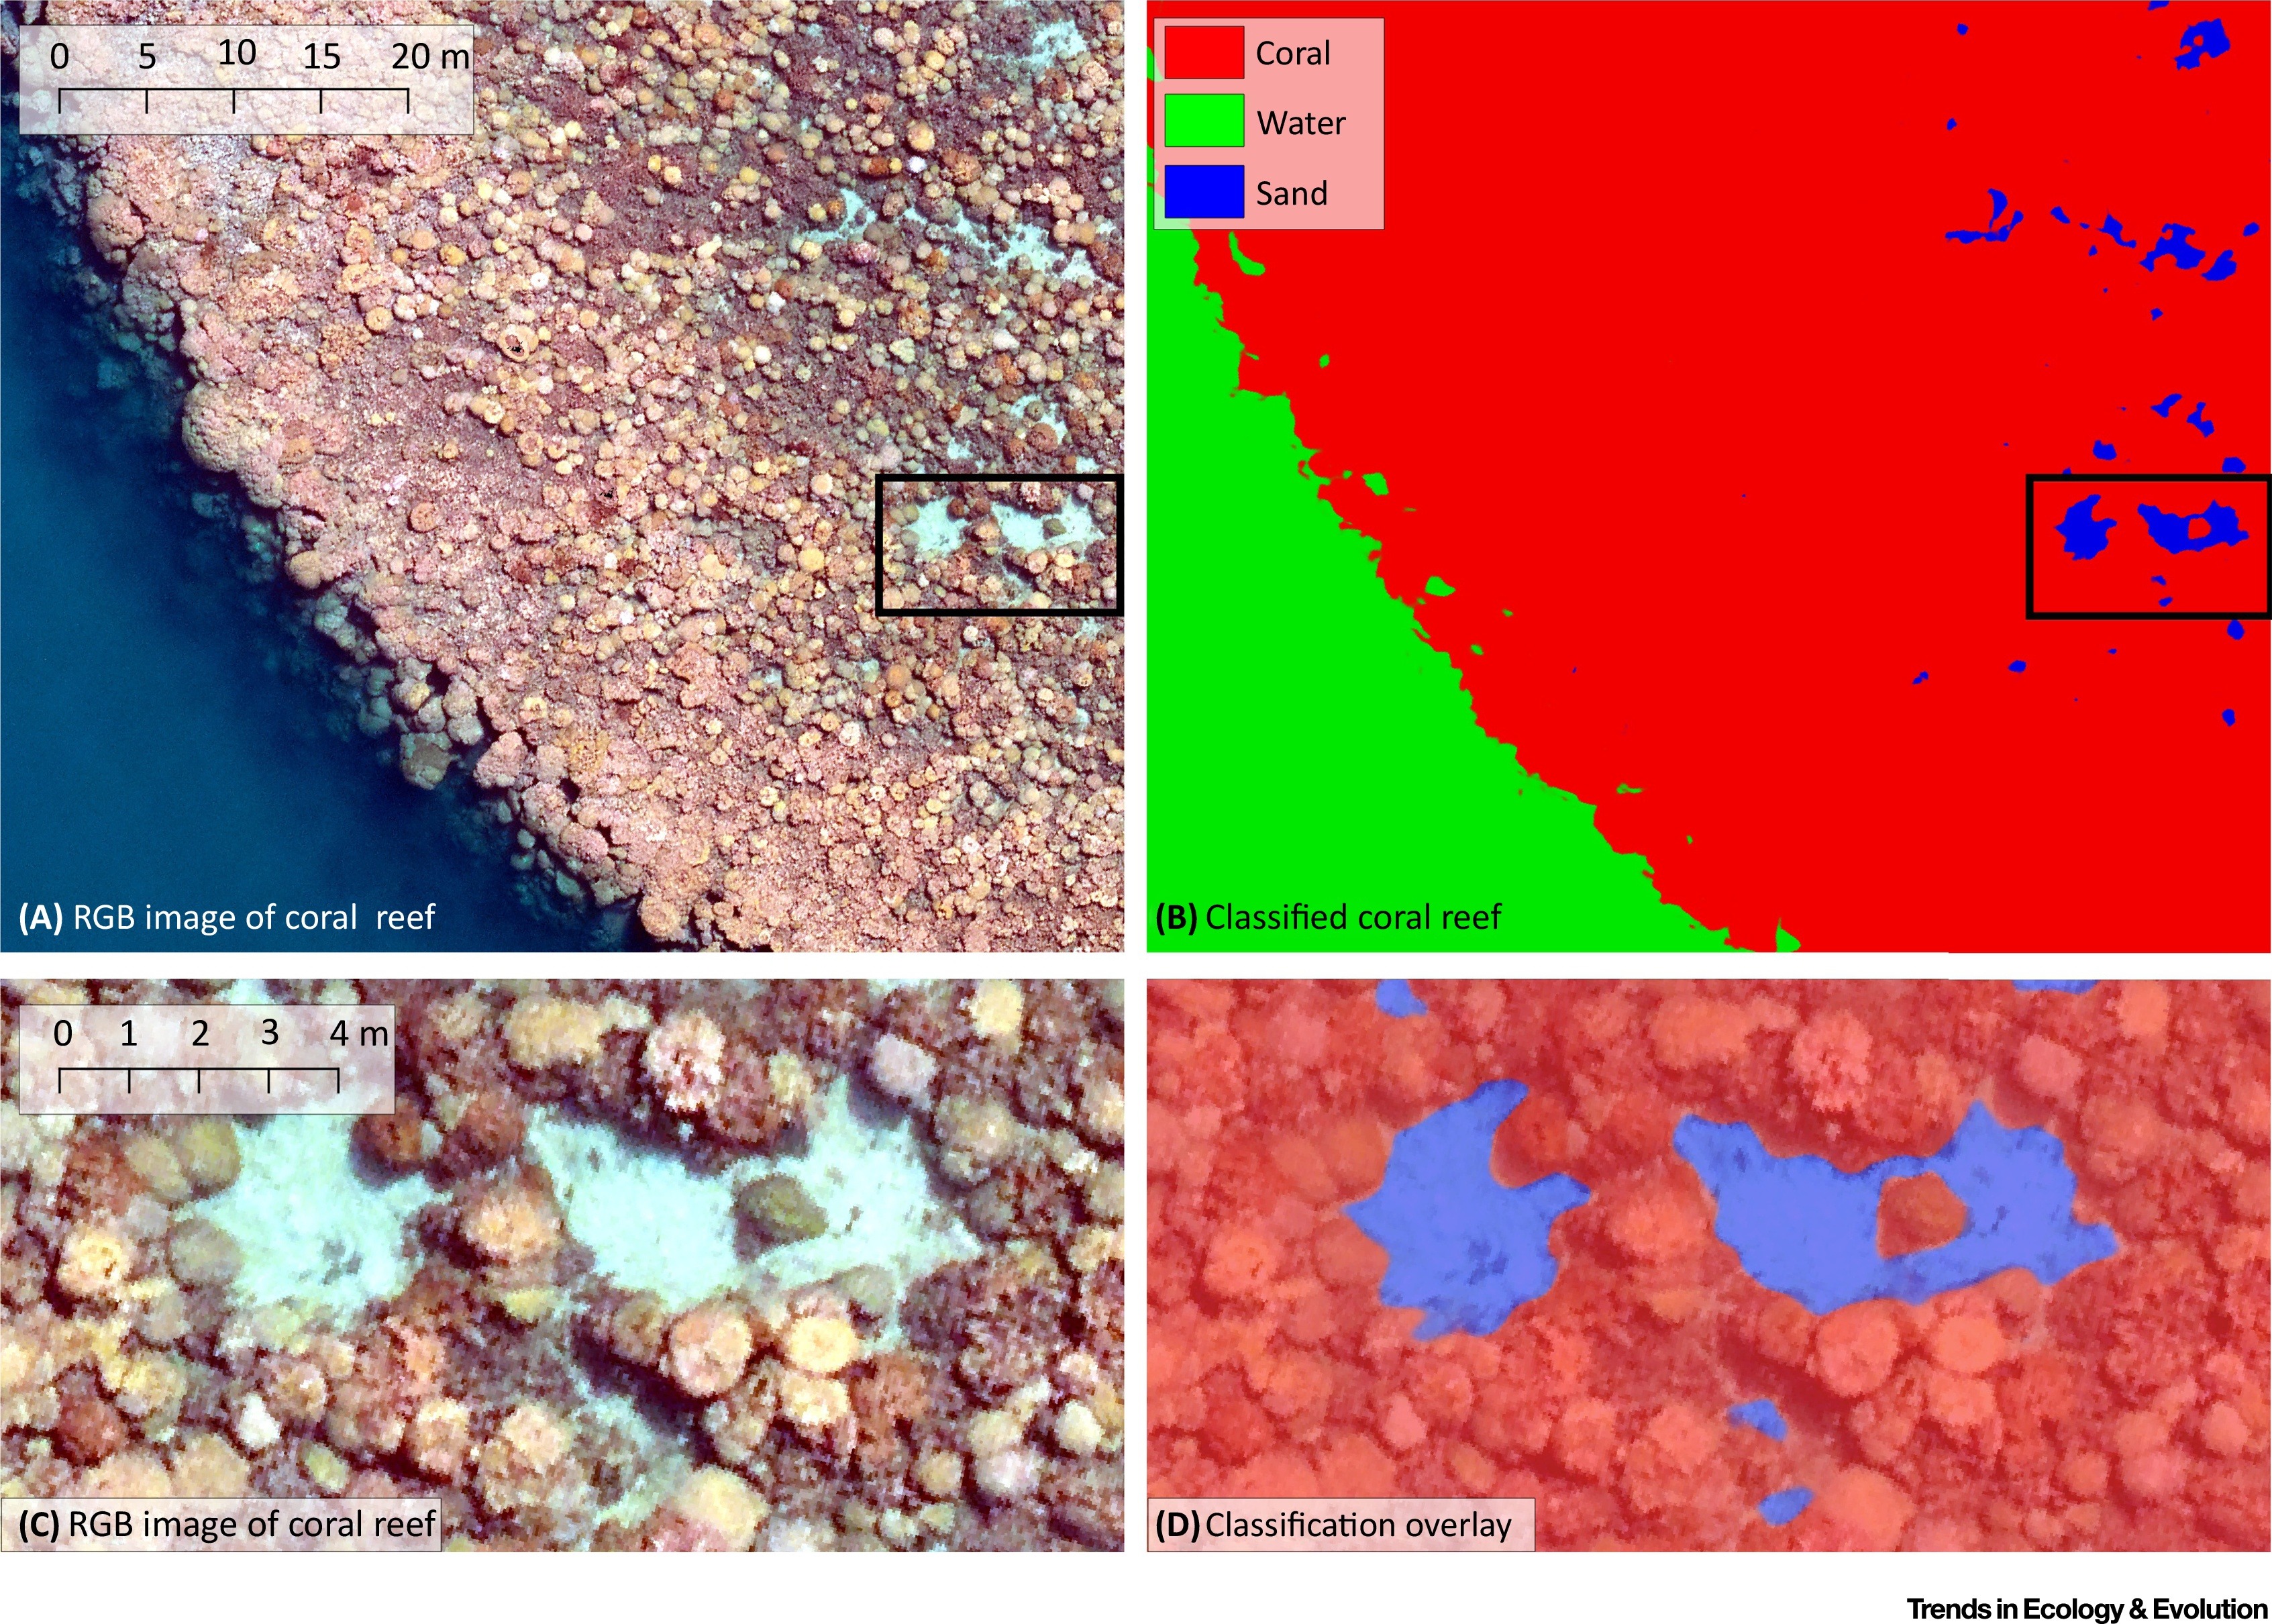 0 5 10 15 20 m
Coral
Water
Sand
(A) RGB image of coral reef
(B) Classified coral reef
0 1 2 3 4 m
(C) RGB image of coral reef
(D) Classification overlay
Trends in Ecology & Evolution